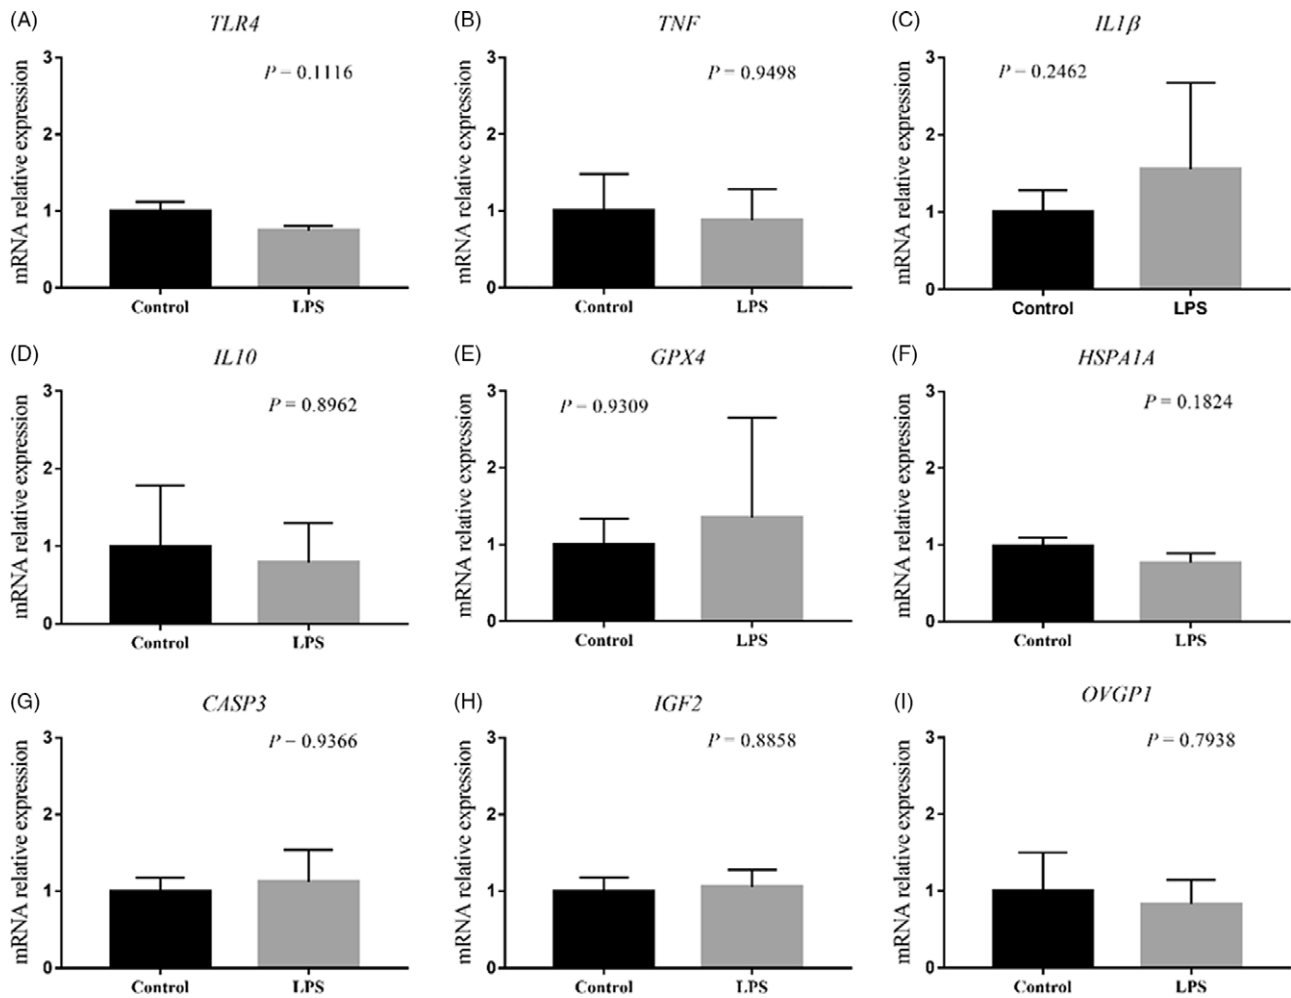 (A) TLR4
P = 0.1116
mRNA relative expression
3
2
1
0
Control LPS
(B) TNF
P = 0.9498
mRNA relative expression
3
2
1
0
Control LPS
(C) IL1β
P = 0.2462
mRNA relative expression
3
2
1
0
Control LPS
(D) IL10
P = 0.8962
mRNA relative expression
3
2
1
0
Control LPS
(E) GPX4
P = 0.9309
mRNA relative expression
3
2
1
0
Control LPS
(F) HSPA1A
P = 0.1824
mRNA relative expression
3
2
1
0
Control LPS
(G) CASP3
P = 0.9366
mRNA relative expression
3
2
1
0
Control LPS
(H) IGF2
P = 0.8858
mRNA relative expression
3
2
1
0
Control LPS
(I) OVGP1
P = 0.7938
mRNA relative expression
3
2
1
0
Control LPS